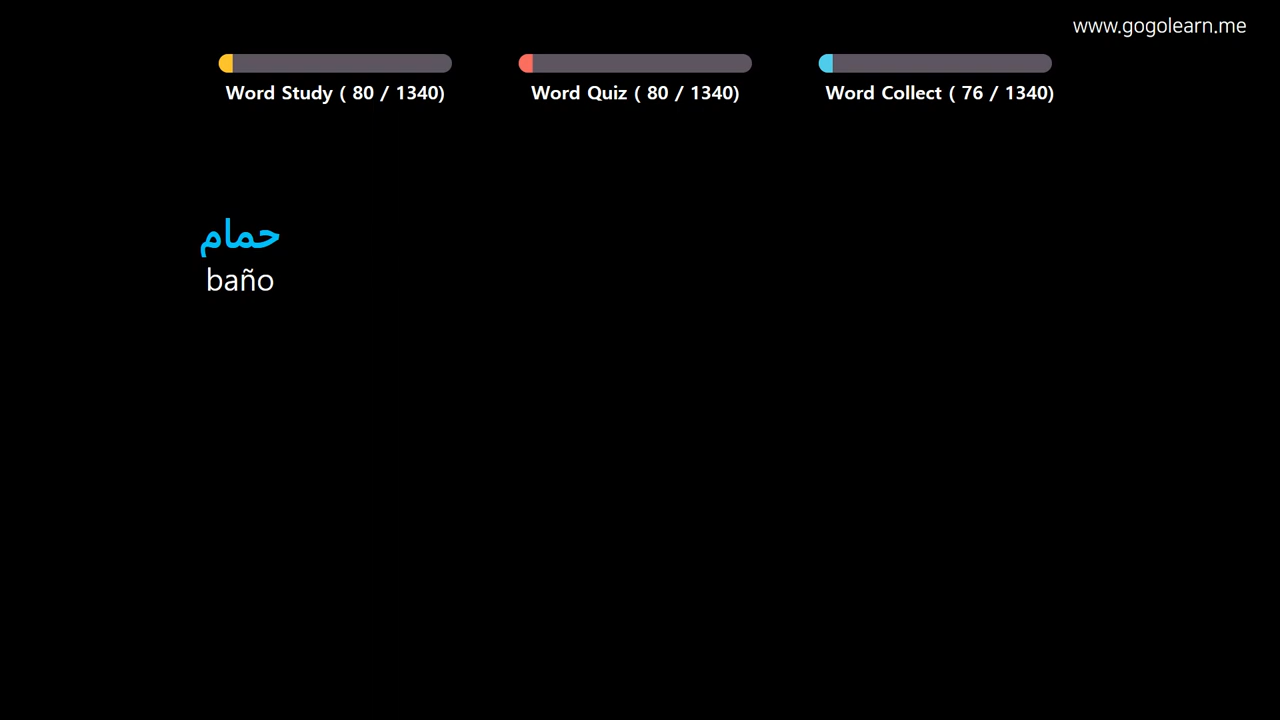 www.gogolearn.me
Word Study ( 80 / 1340)
Word Quiz ( 80 / 1340)
Word Collect ( 76 / 1340)
حمام
baño